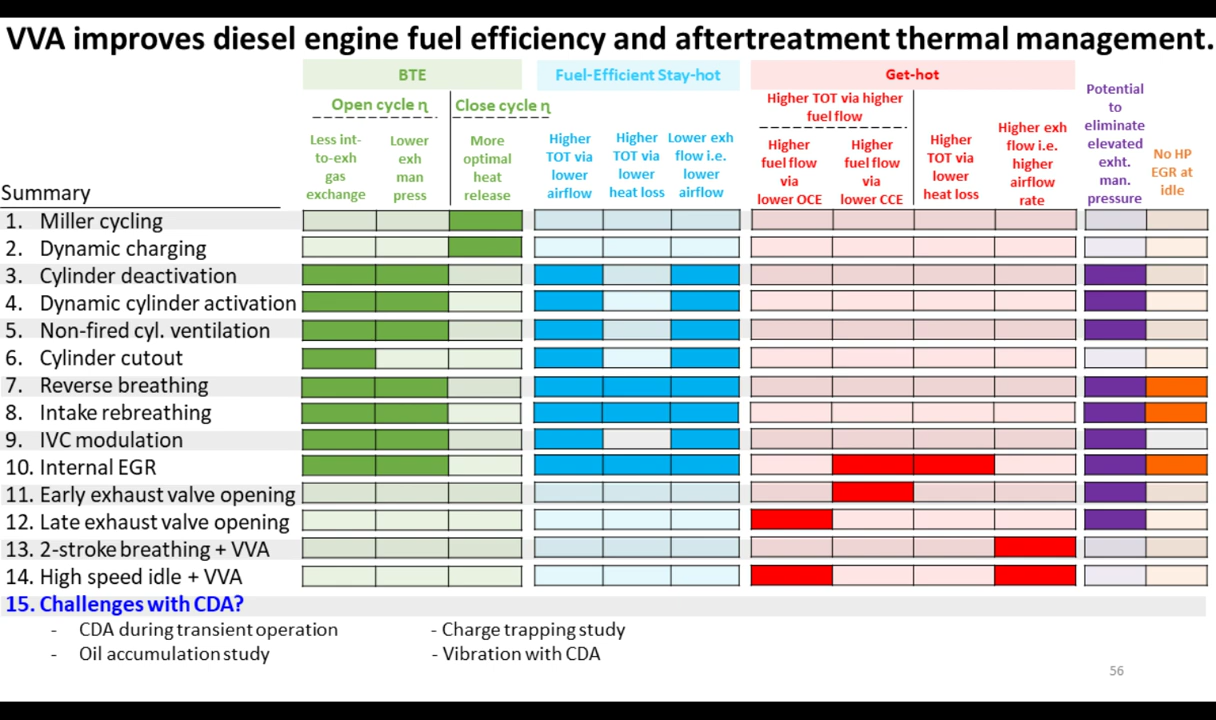 VVA improves diesel engine fuel efficiency and aftertreatment thermal management.
BTE
Fuel-Efficient Stay-hot
Get-hot
Open cycle η
Close cycle η
Higher TOT via higher
fuel flow
Less int-
to-exh
gas
exchange
Lower
exh
man
press
More
optimal
heat
release
Higher
TOT via
lower
airflow
Higher
TOT via
lower
heat loss
Lower exh
flow i.e.
lower
airflow
Higher
fuel flow
via
lower OCE
Higher
fuel flow
via
lower CCE
Higher
TOT via
lower
heat loss
Higher exh
flow i.e.
higher
airflow
rate
Potential
to
eliminate
elevated
exht.
man.
pressure
No HP
EGR at
idle
Summary
1. Miller cycling
2. Dynamic charging
3. Cylinder deactivation
4. Dynamic cylinder activation
5. Non-fired cyl. ventilation
6. Cylinder cutout
7. Reverse breathing
8. Intake rebreathing
9. IVC modulation
10. Internal EGR
11. Early exhaust valve opening
12. Late exhaust valve opening
13. 2-stroke breathing + VVA
14. High speed idle + VVA
15. Challenges with CDA?
- CDA during transient operation
- Charge trapping study
- Oil accumulation study
- Vibration with CDA
56